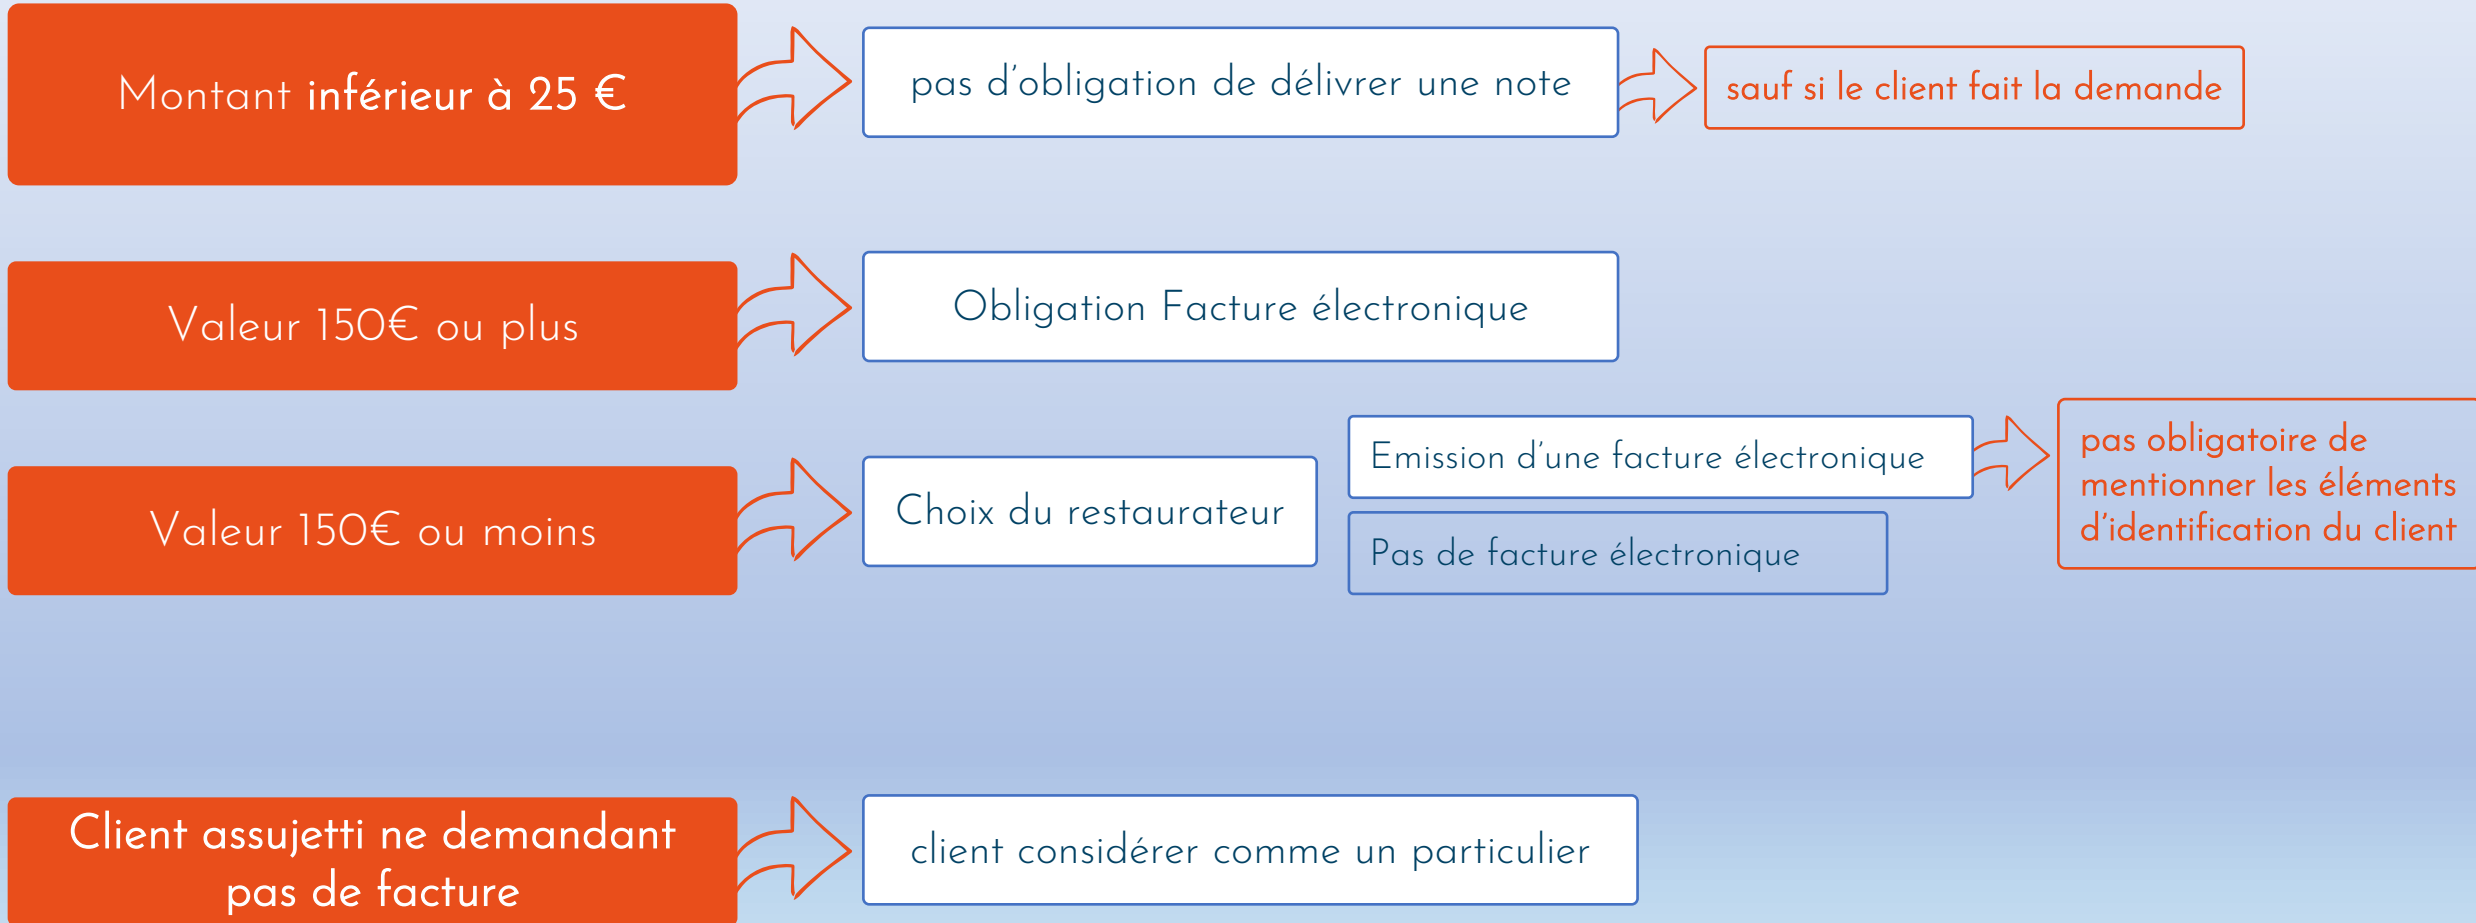 Montant inférieur à 25 €
pas d'obligation de délivrer une note
sauf si le client fait la demande
Valeur 150€ ou plus
Obligation Facture électronique
Valeur 150€ ou moins
Choix du restaurateur
Emission d'une facture électronique
Pas de facture électronique
pas obligatoire de
mentionner les éléments
d'identification du client
Client assujetti ne demandant
pas de facture
client considérer comme un particulier